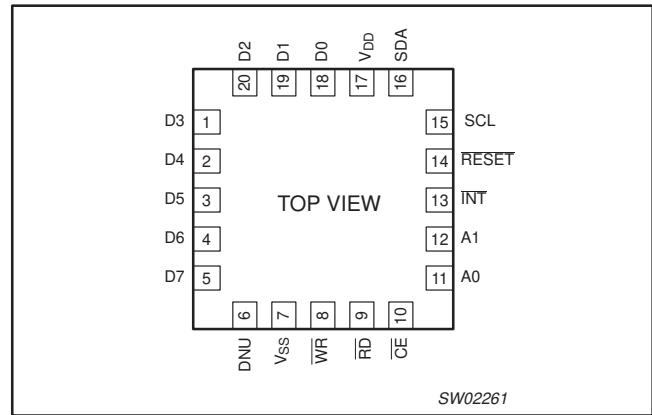 D2 D1 D0 VDD SDA
20 19 18 17 16
D3 1 15 SCL
D4 2 14 RESET
D5 3 TOP VIEW 13 INT
D6 4 12 A1
D7 5 11 A0
6 7 8 9 10
DNU VSS WR RD CE
SW02261